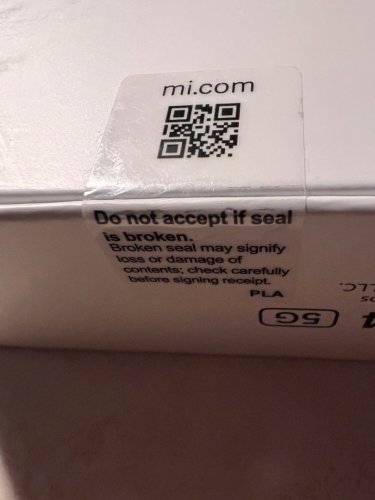 mi.com
Do not accept if seal
is broken.
Broken seal may signify
loss or damage of
contents; check carefully
before signing receipt.
PLA
LLC.
5G